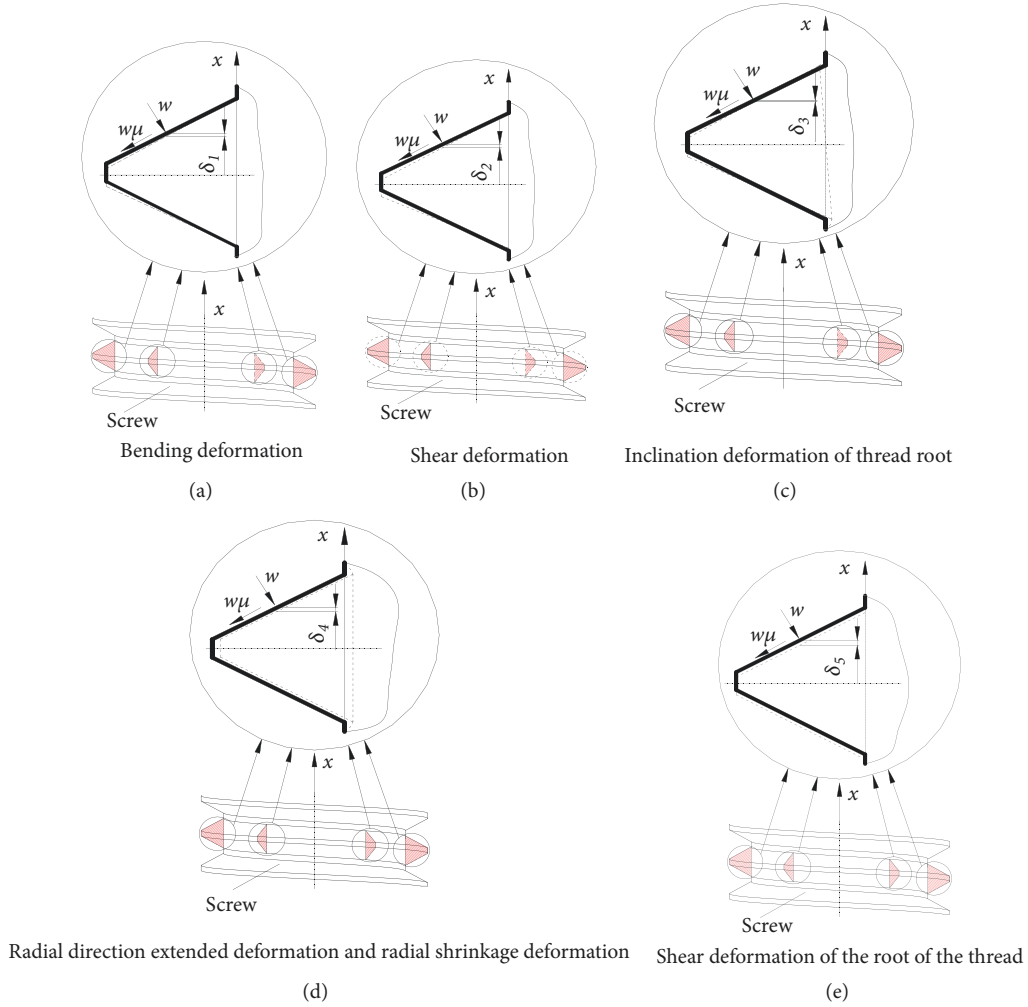 x
w
wμ
δ1
x
Screw
Bending deformation
(a)
x
w
wμ
δ2
x
Screw
Shear deformation
(b)
x
w
wμ
δ3
x
Screw
Inclination deformation of thread root
(c)
x
w
wμ
δ4
x
Screw
Radial direction extended deformation and radial shrinkage deformation
(d)
x
w
wμ
δ5
x
Screw
Shear deformation of the root of the thread
(e)